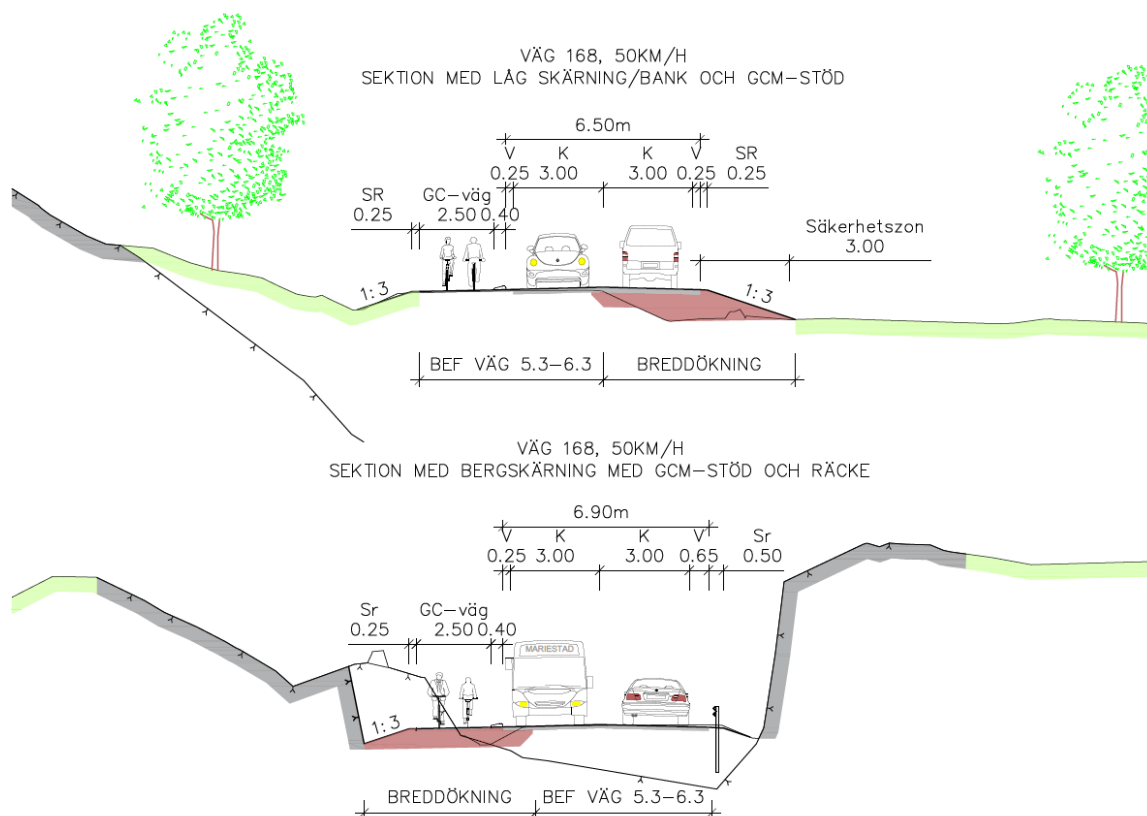 VÄG 168, 50KM/H
SEKTION MED LÅG SKÄRNING/BANK OCH GCM-STÖD
6.50m
V K K V SR
0.25 3.00 3.00 0.25 0.25
SR GC-väg
0.25 2.50 0.40
Säkerhetszon
3.00
1:3
1:3
BEF VÄG 5.3-6.3 BREDDÖKNING
VÄG 168, 50KM/H
SEKTION MED BERGSKÄRNING MED GCM-STÖD OCH RÄCKE
6.90m
V K K V Sr
0.25 3.00 3.00 0.65 0.50
Sr GC-väg
0.25 2.50 0.40
MARIESTAD
1:3
BREDDÖKNING BEF VÄG 5.3-6.3